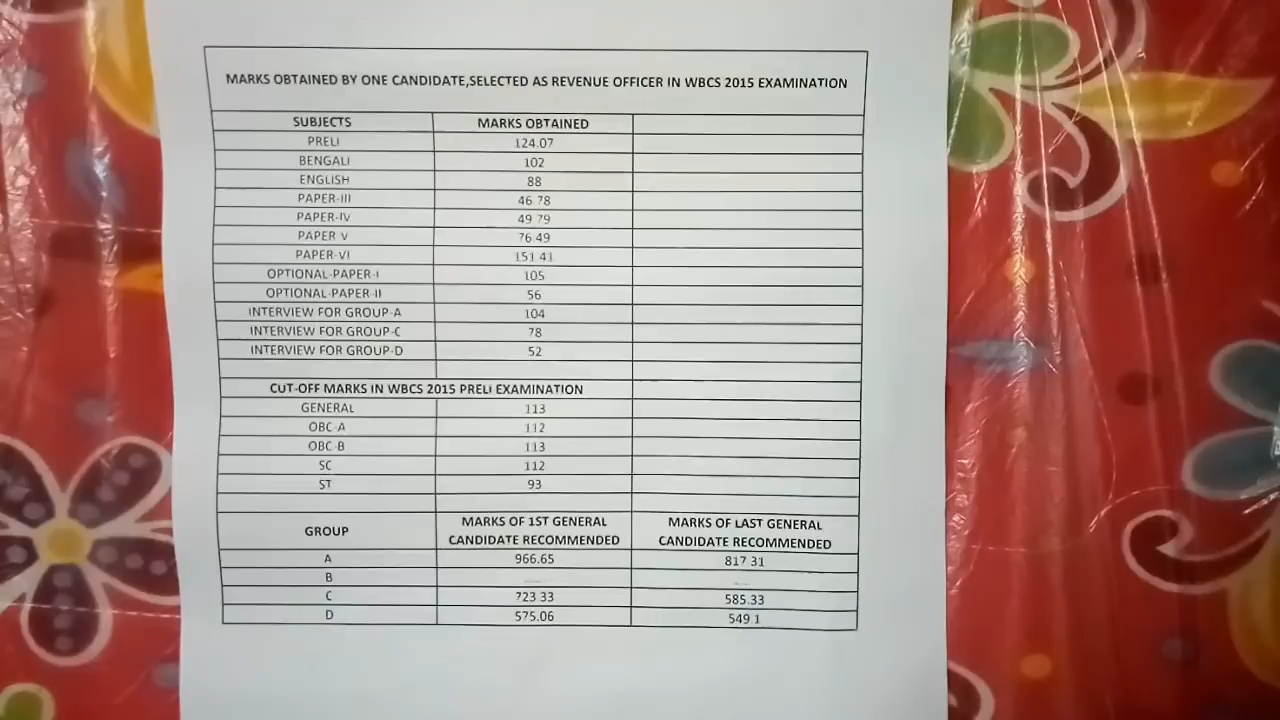 MARKS OBTAINED BY ONE CANDIDATE,SELECTED AS REVENUE OFFICER IN WBCS 2015 EXAMINATION
SUBJECTS MARKS OBTAINED
PRELI 124.07
BENGALI 102
ENGLISH 88
PAPER-III 46.78
PAPER-IV 49.79
PAPER V 76.49
PAPER-VI 151.41
OPTIONAL-PAPER-I 105
OPTIONAL-PAPER-II 56
INTERVIEW FOR GROUP-A 104
INTERVIEW FOR GROUP-C 78
INTERVIEW FOR GROUP-D 52
CUT-OFF MARKS IN WBCS 2015 PRELI EXAMINATION
GENERAL 113
OBC-A 112
OBC-B 113
SC 112
ST 93
GROUP MARKS OF 1ST GENERAL CANDIDATE RECOMMENDED MARKS OF LAST GENERAL CANDIDATE RECOMMENDED
A 966.65 817.31
B
C 723.33 585.33
D 575.06 549.1